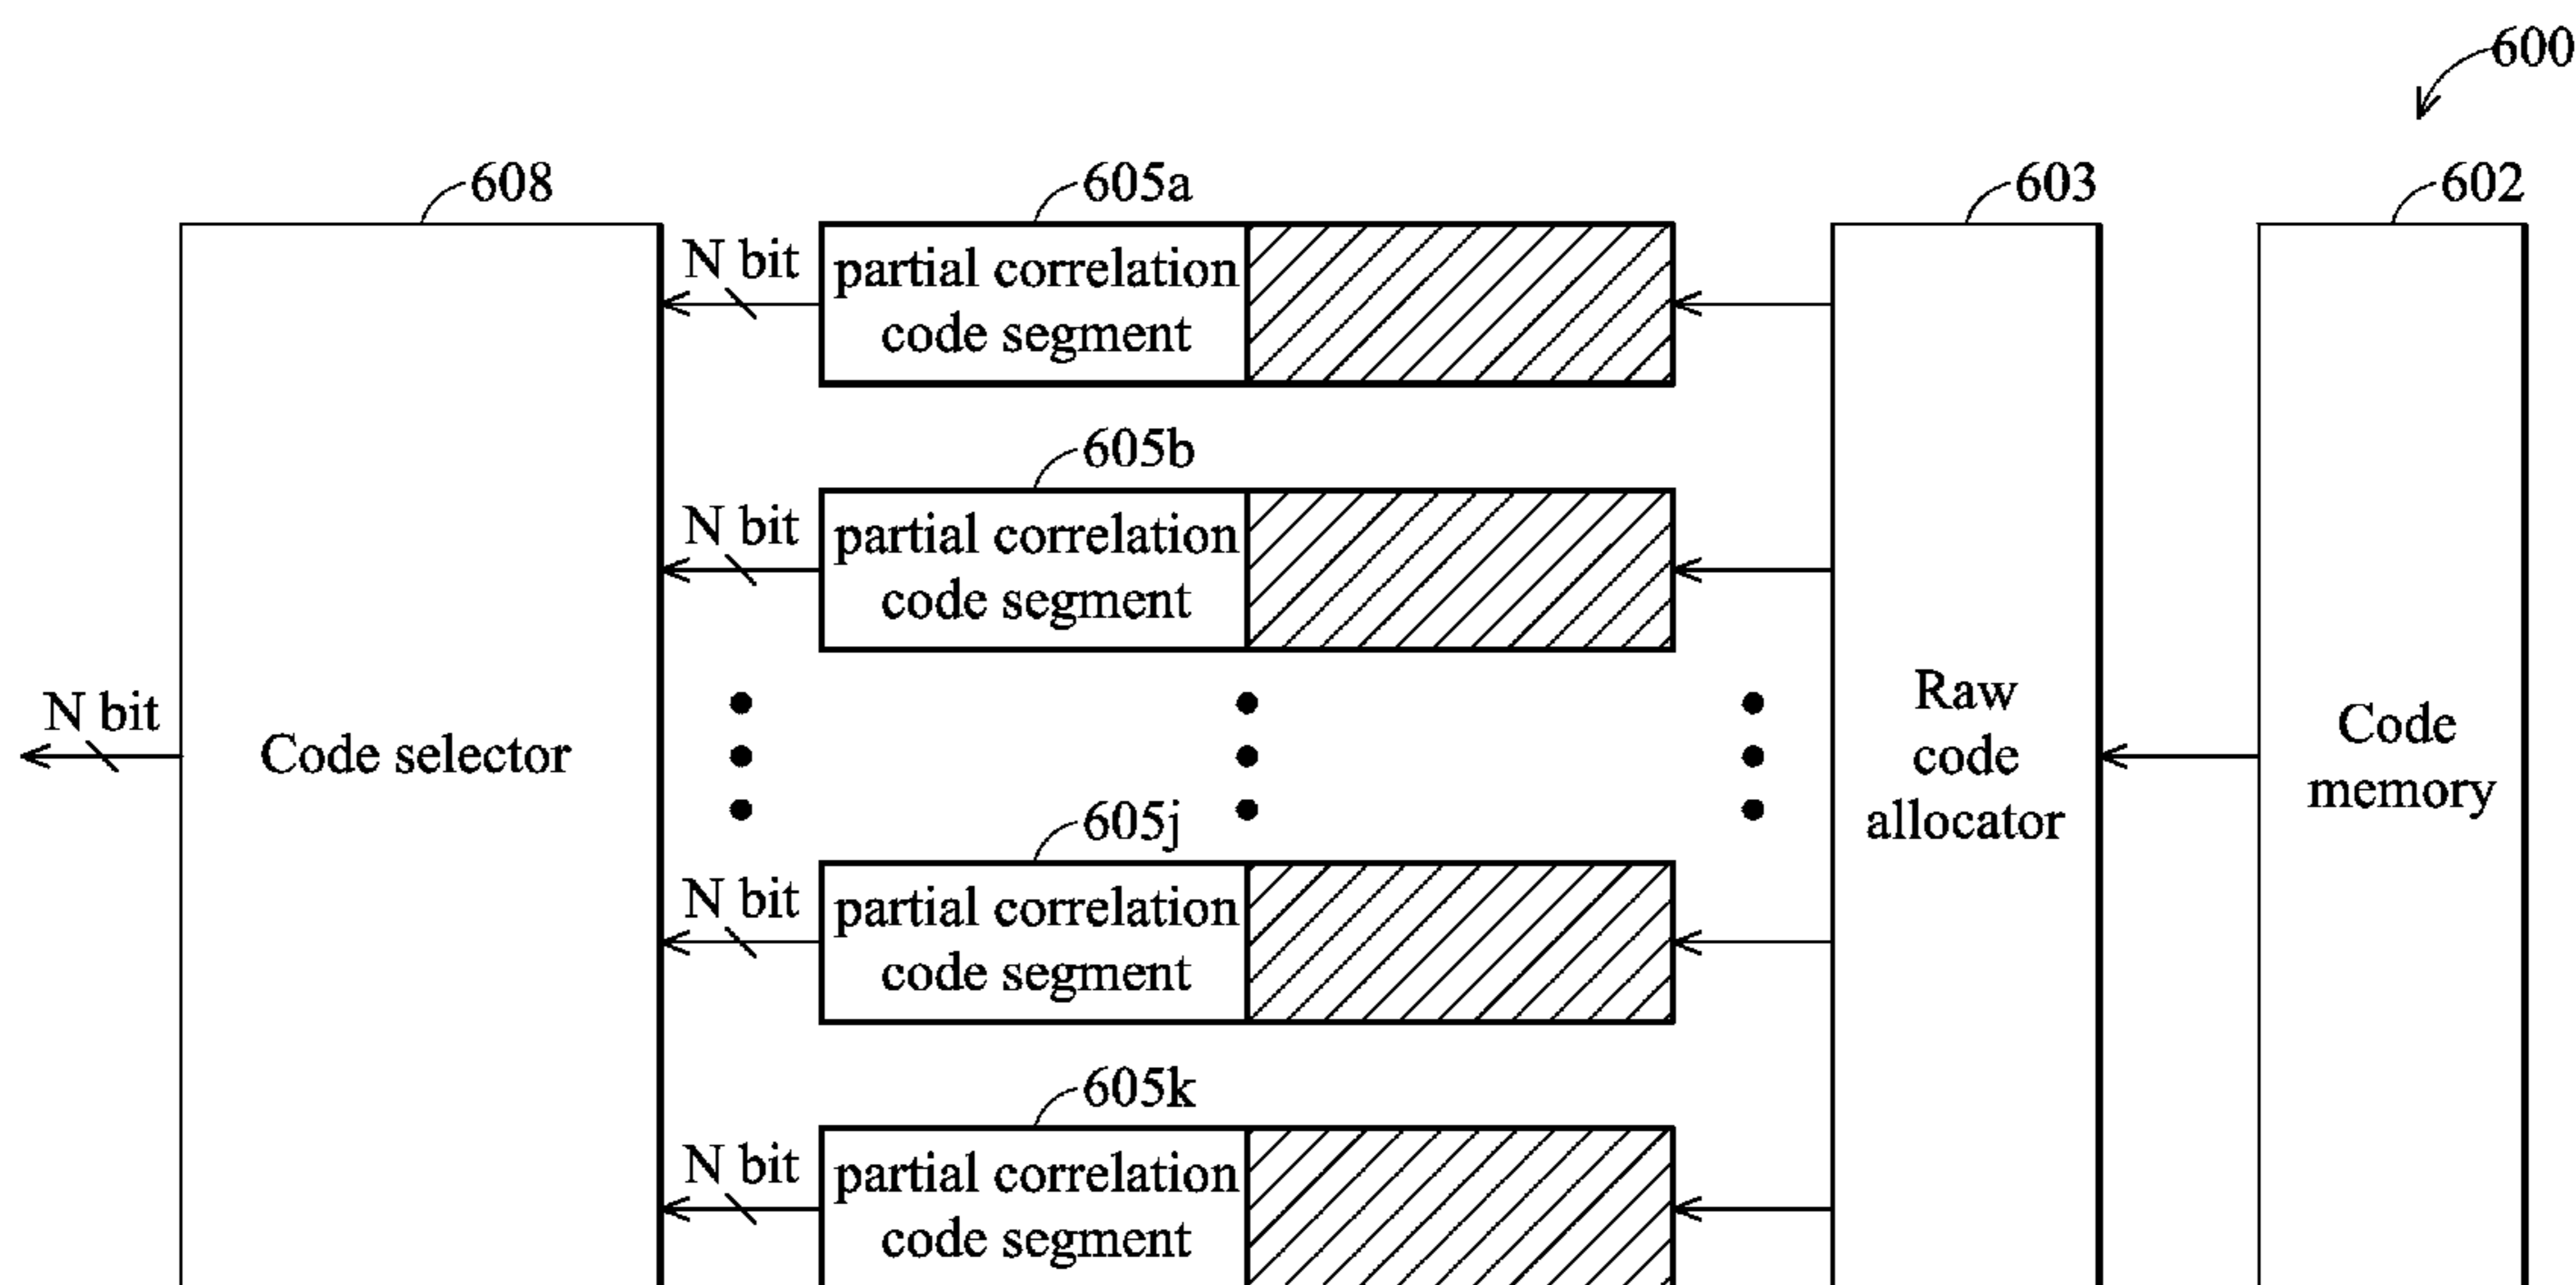 600
608
605a
603
602
N bit
partial correlation
code segment
605b
N bit
partial correlation
code segment
N bit
Code selector
Raw
code
allocator
Code
memory
605j
N bit
partial correlation
code segment
605k
N bit
partial correlation
code segment